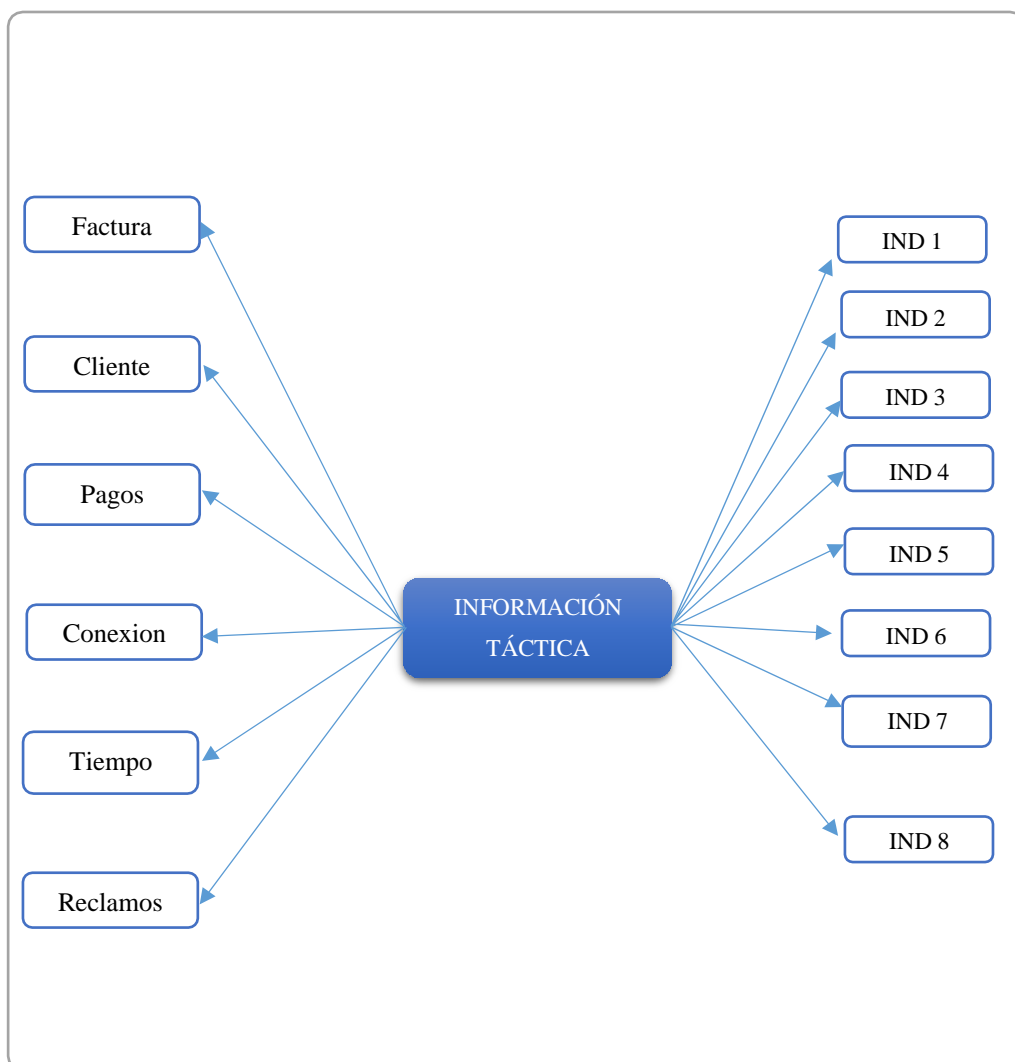 Factura
Cliente
Pagos
Conexion
Tiempo
Reclamos
INFORMACIÓN
TÁCTICA
IND 1
IND 2
IND 3
IND 4
IND 5
IND 6
IND 7
IND 8